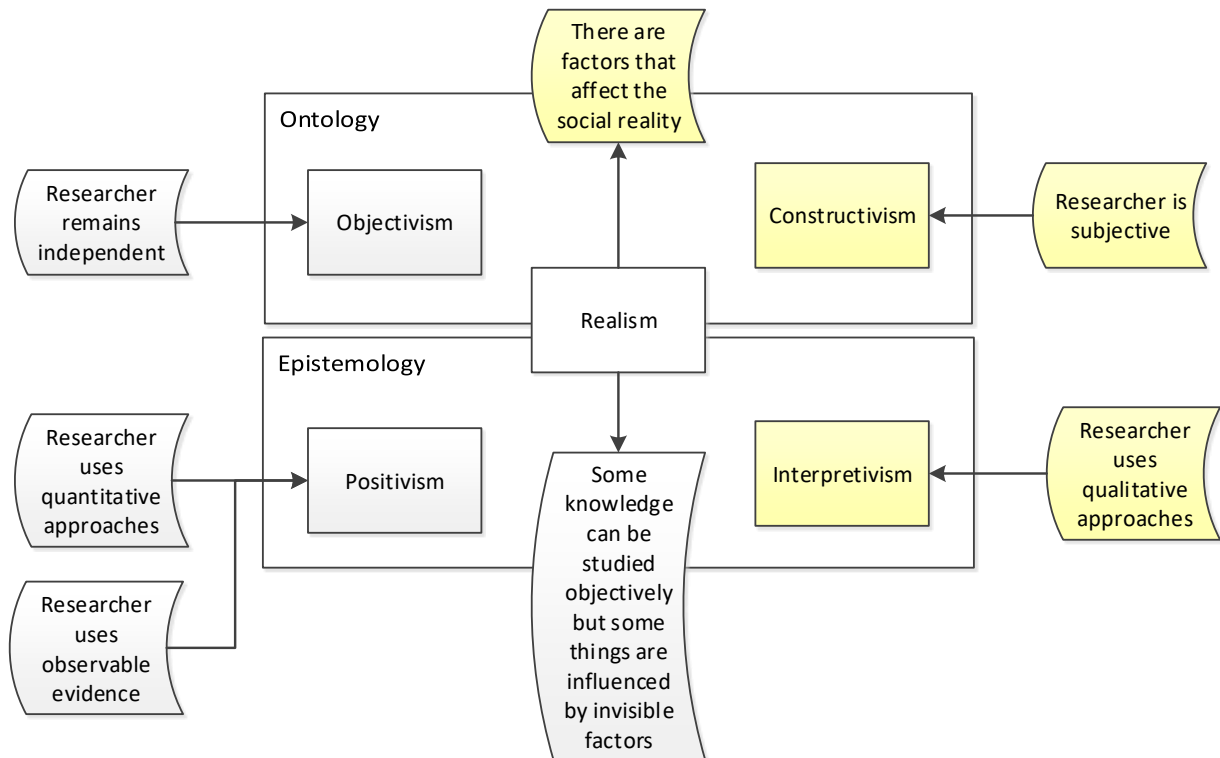 There are
factors that
affect the
social reality
Ontology
Researcher
remains
independent
Objectivism
Constructivism
Researcher is
subjective
Realism
Epistemology
Researcher
uses
quantitative
approaches
Positivism
Interpretivism
Researcher
uses
qualitative
approaches
Some
knowledge
can be
studied
objectively
but some
things are
influenced
by invisible
factors
Researcher
uses
observable
evidence